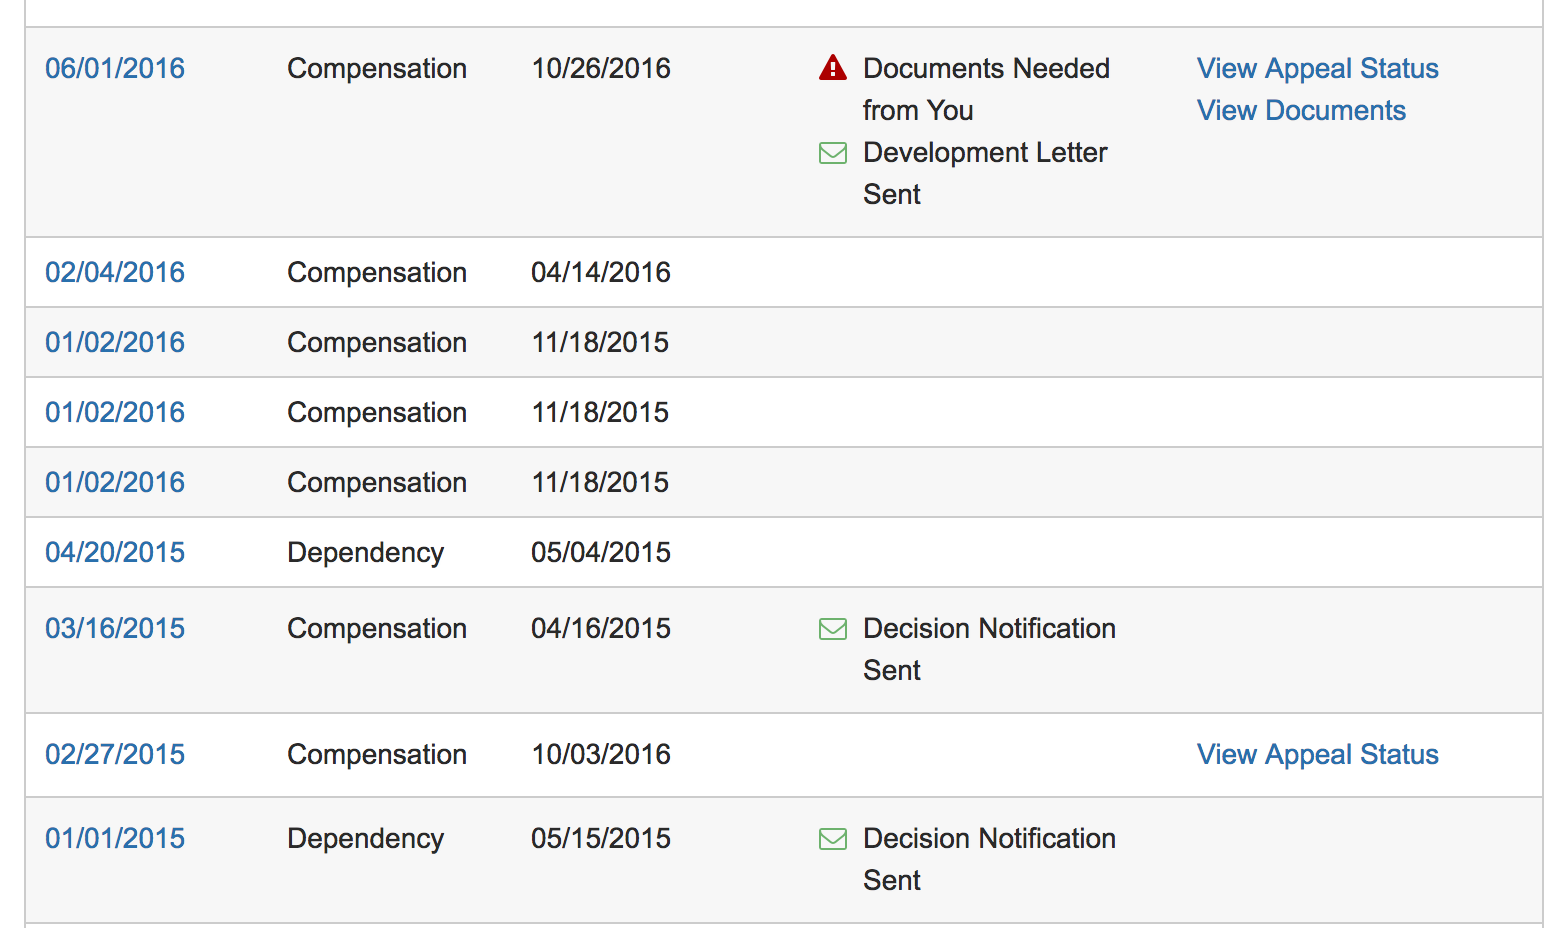 06/01/2016 Compensation 10/26/2016 Documents Needed View Appeal Status
from You View Documents
Development Letter
Sent
02/04/2016 Compensation 04/14/2016
01/02/2016 Compensation 11/18/2015
01/02/2016 Compensation 11/18/2015
01/02/2016 Compensation 11/18/2015
04/20/2015 Dependency 05/04/2015
03/16/2015 Compensation 04/16/2015 Decision Notification
Sent
02/27/2015 Compensation 10/03/2016 View Appeal Status
01/01/2015 Dependency 05/15/2015 Decision Notification
Sent